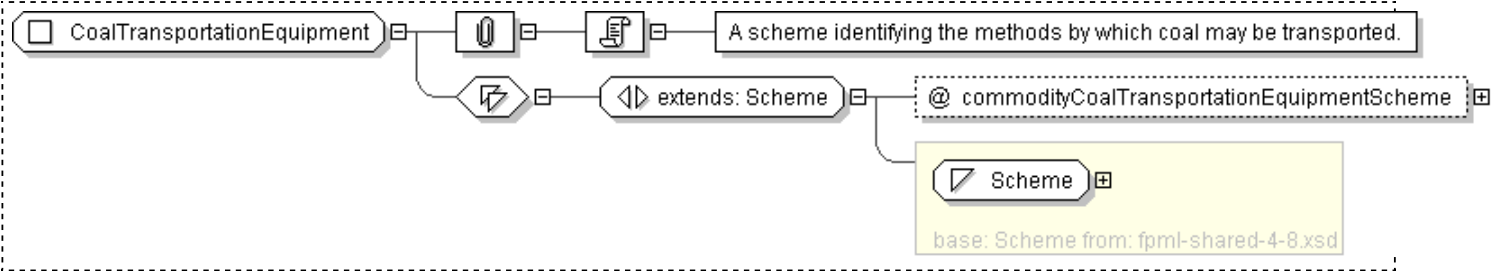 CoalTransportationEquipment
A scheme identifying the methods by which coal may be transported.
extends: Scheme
@ commodityCoalTransportationEquipmentScheme
Scheme
base: Scheme from: fpml-shared-4-8.xsd